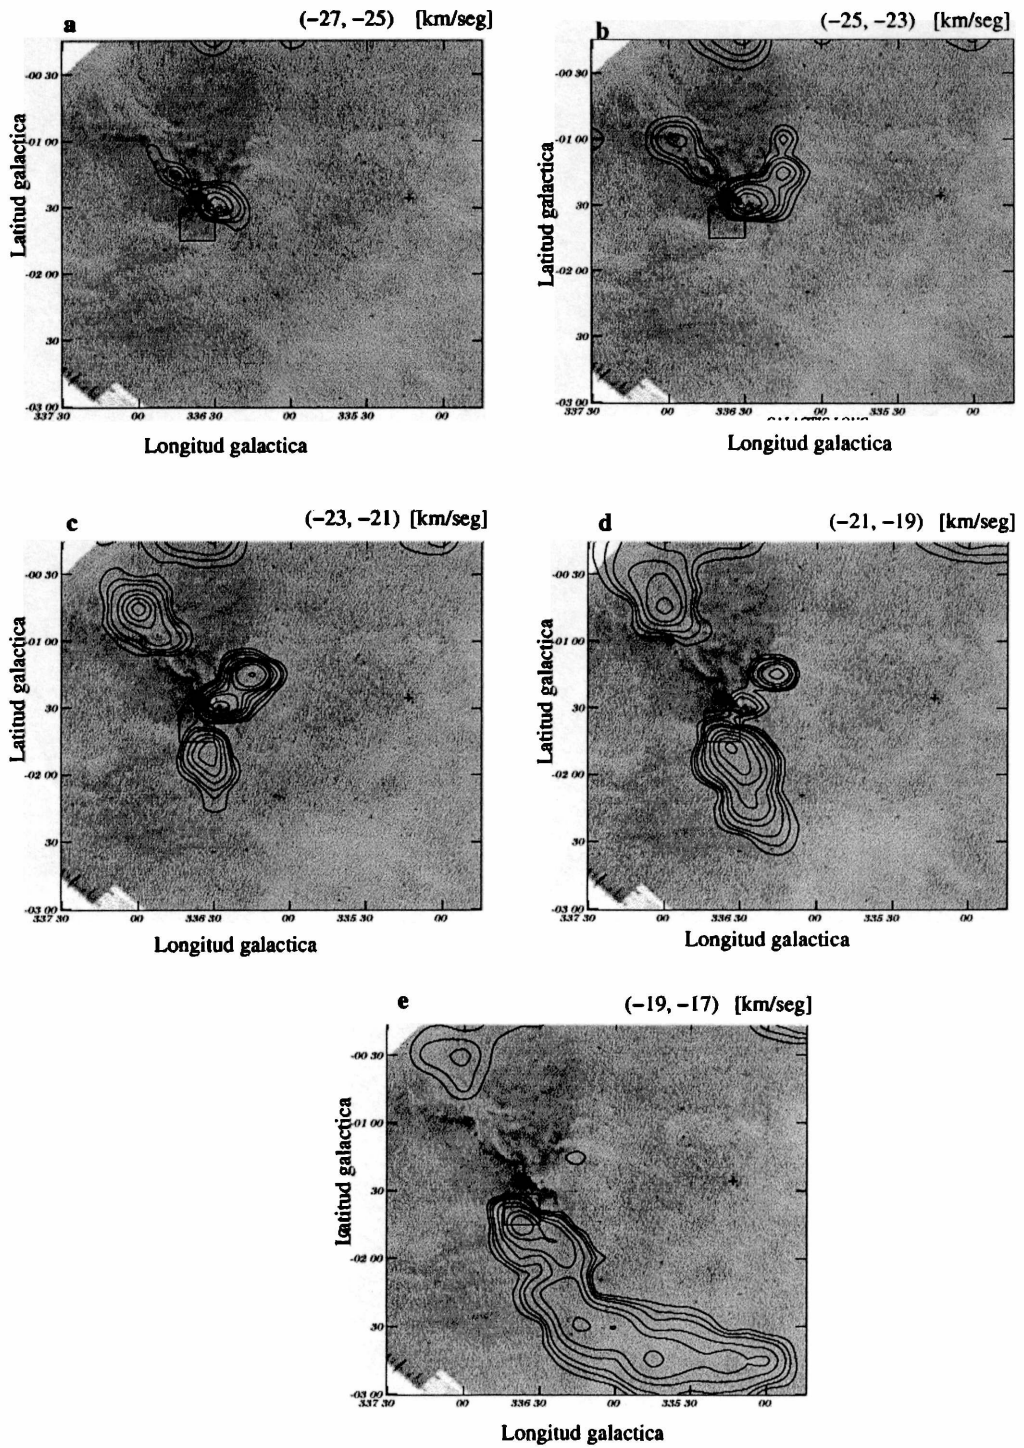 a (−27, −25) [km/seg]
b (−25, −23) [km/seg]
Latitud galactica
-00 30
-01 00
30
-02 00
30
-03 00
337 30 00 336 30 00 335 30 00
Longitud galactica
Latitud galactica
-00 30
-01 00
30
-02 00
30
-03 00
337 30 00 336 30 00 335 30 00
Longitud galactica
c (−23, −21) [km/seg]
d (−21, −19) [km/seg]
Latitud galactica
-00 30
-01 00
30
-02 00
30
-03 00
337 30 00 336 30 00 335 30 00
Longitud galactica
Latitud galactica
-00 30
-01 00
30
-02 00
30
-03 00
337 30 00 336 30 00 335 30 00
Longitud galactica
e (−19, −17) [km/seg]
Latitud galactica
-00 30
-01 00
30
-02 00
30
-03 00
337 30 00 336 30 00 335 30 00
Longitud galactica